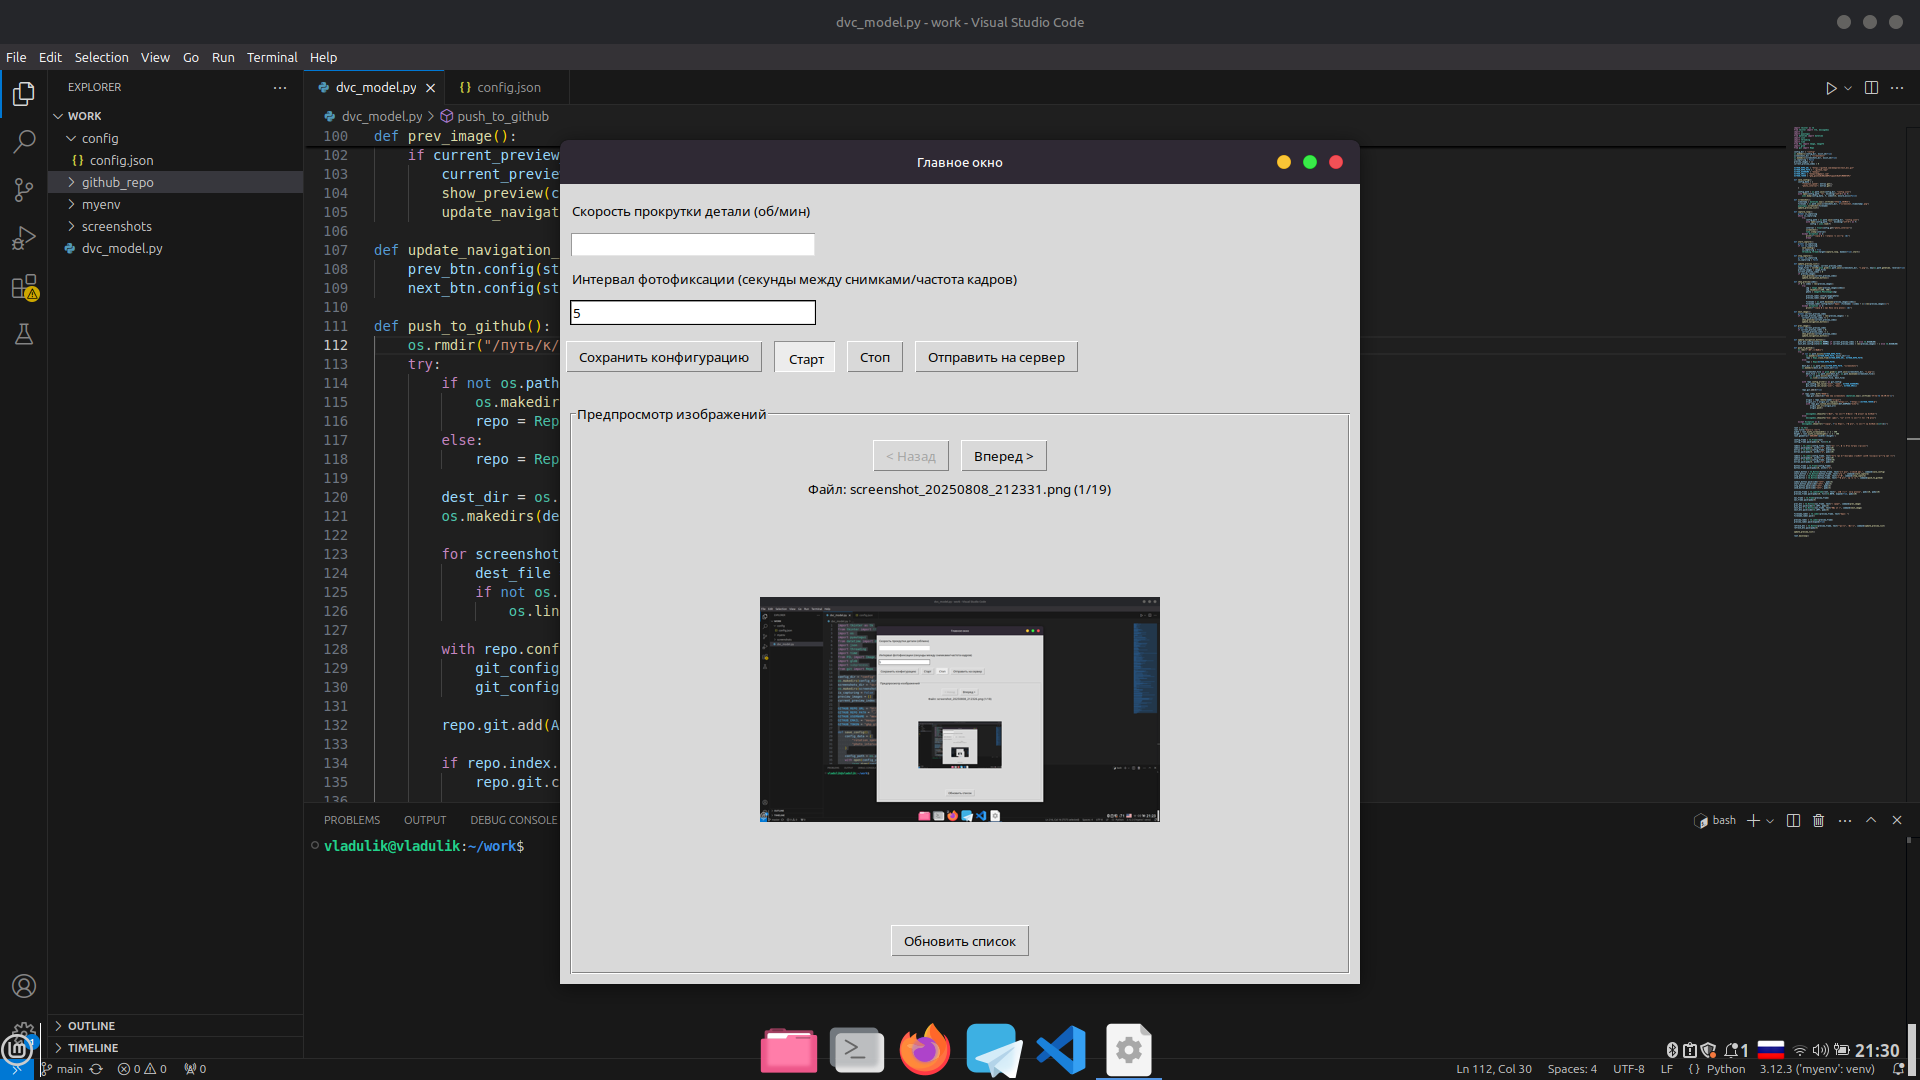 dvc_model.py - work - Visual Studio Code
File Edit Selection View Go Run Terminal Help
EXPLORER
WORK
config
{} config.json
github_repo
myenv
screenshots
dvc_model.py
OUTLINE
TIMELINE
dvc_model.py
{} config.json
dvc_model.py > push_to_github
100 def prev_image():
102 if current_preview
103 current_previe
104 show_preview(c
105 update_navigat
106
107 def update_navigation_
108 prev_btn.config(st
109 next_btn.config(st
110
111 def push_to_github():
112 os.rmdir("/путь/к/
113 try:
114 if not os.path
115 os.makedir
116 repo = Rep
117 else:
118 repo = Rep
119
120 dest_dir = os.
121 os.makedirs(de
122
123 for screenshot
124 dest_file
125 if not os.
126 os.lin
127
128 with repo.conf
129 git_config
130 git_config
131
132 repo.git.add(A
133
134 if repo.index.
135 repo.git.c
136
Главное окно
Скорость прокрутки детали (об/мин)
Интервал фотофиксации (секунды между снимками/частота кадров)
5
Сохранить конфигурацию Старт Стоп Отправить на сервер
Предпросмотр изображений
< Назад Вперед >
Файл: screenshot_20250808_212331.png (1/19)
Обновить список
PROBLEMS OUTPUT DEBUG CONSOLE
bash
vladulik@vladulik:~/work$
1
21:30
main 0 0 0
Ln 112, Col 30 Spaces: 4 UTF-8 LF {} Python 3.12.3 ('myenv': venv)